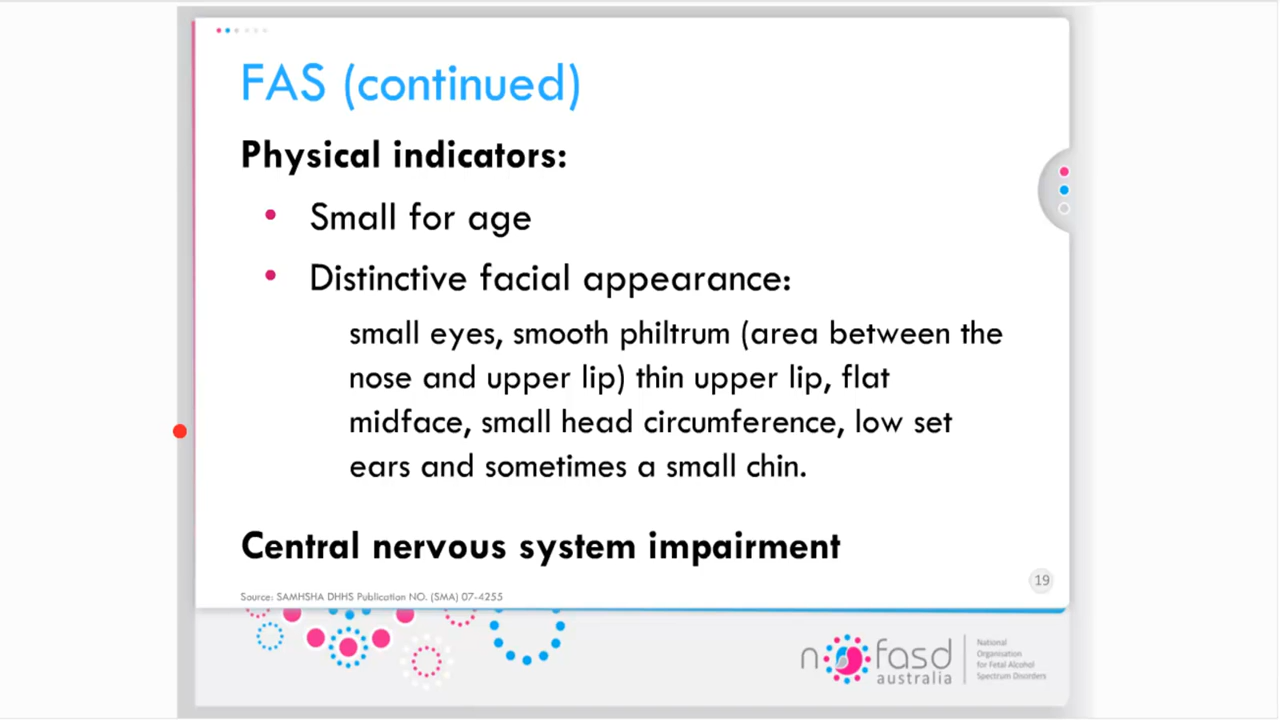 FAS (continued)
Physical indicators:
• Small for age
• Distinctive facial appearance:
small eyes, smooth philtrum (area between the
nose and upper lip) thin upper lip, flat
midface, small head circumference, low set
ears and sometimes a small chin.
Central nervous system impairment
19
Source: SAMHSHA DHHS Publication NO. (SMA) 07-4255
nofasd
australia
National
Organisation
for Fetal Alcohol
Spectrum Disorders